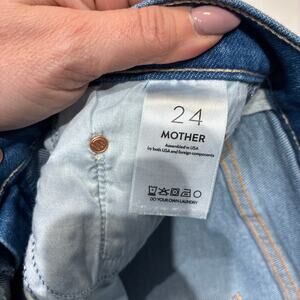 24
MOTHER
Assembled in USA
by both USA and foreign components
DO YOUR OWN LAUNDRY